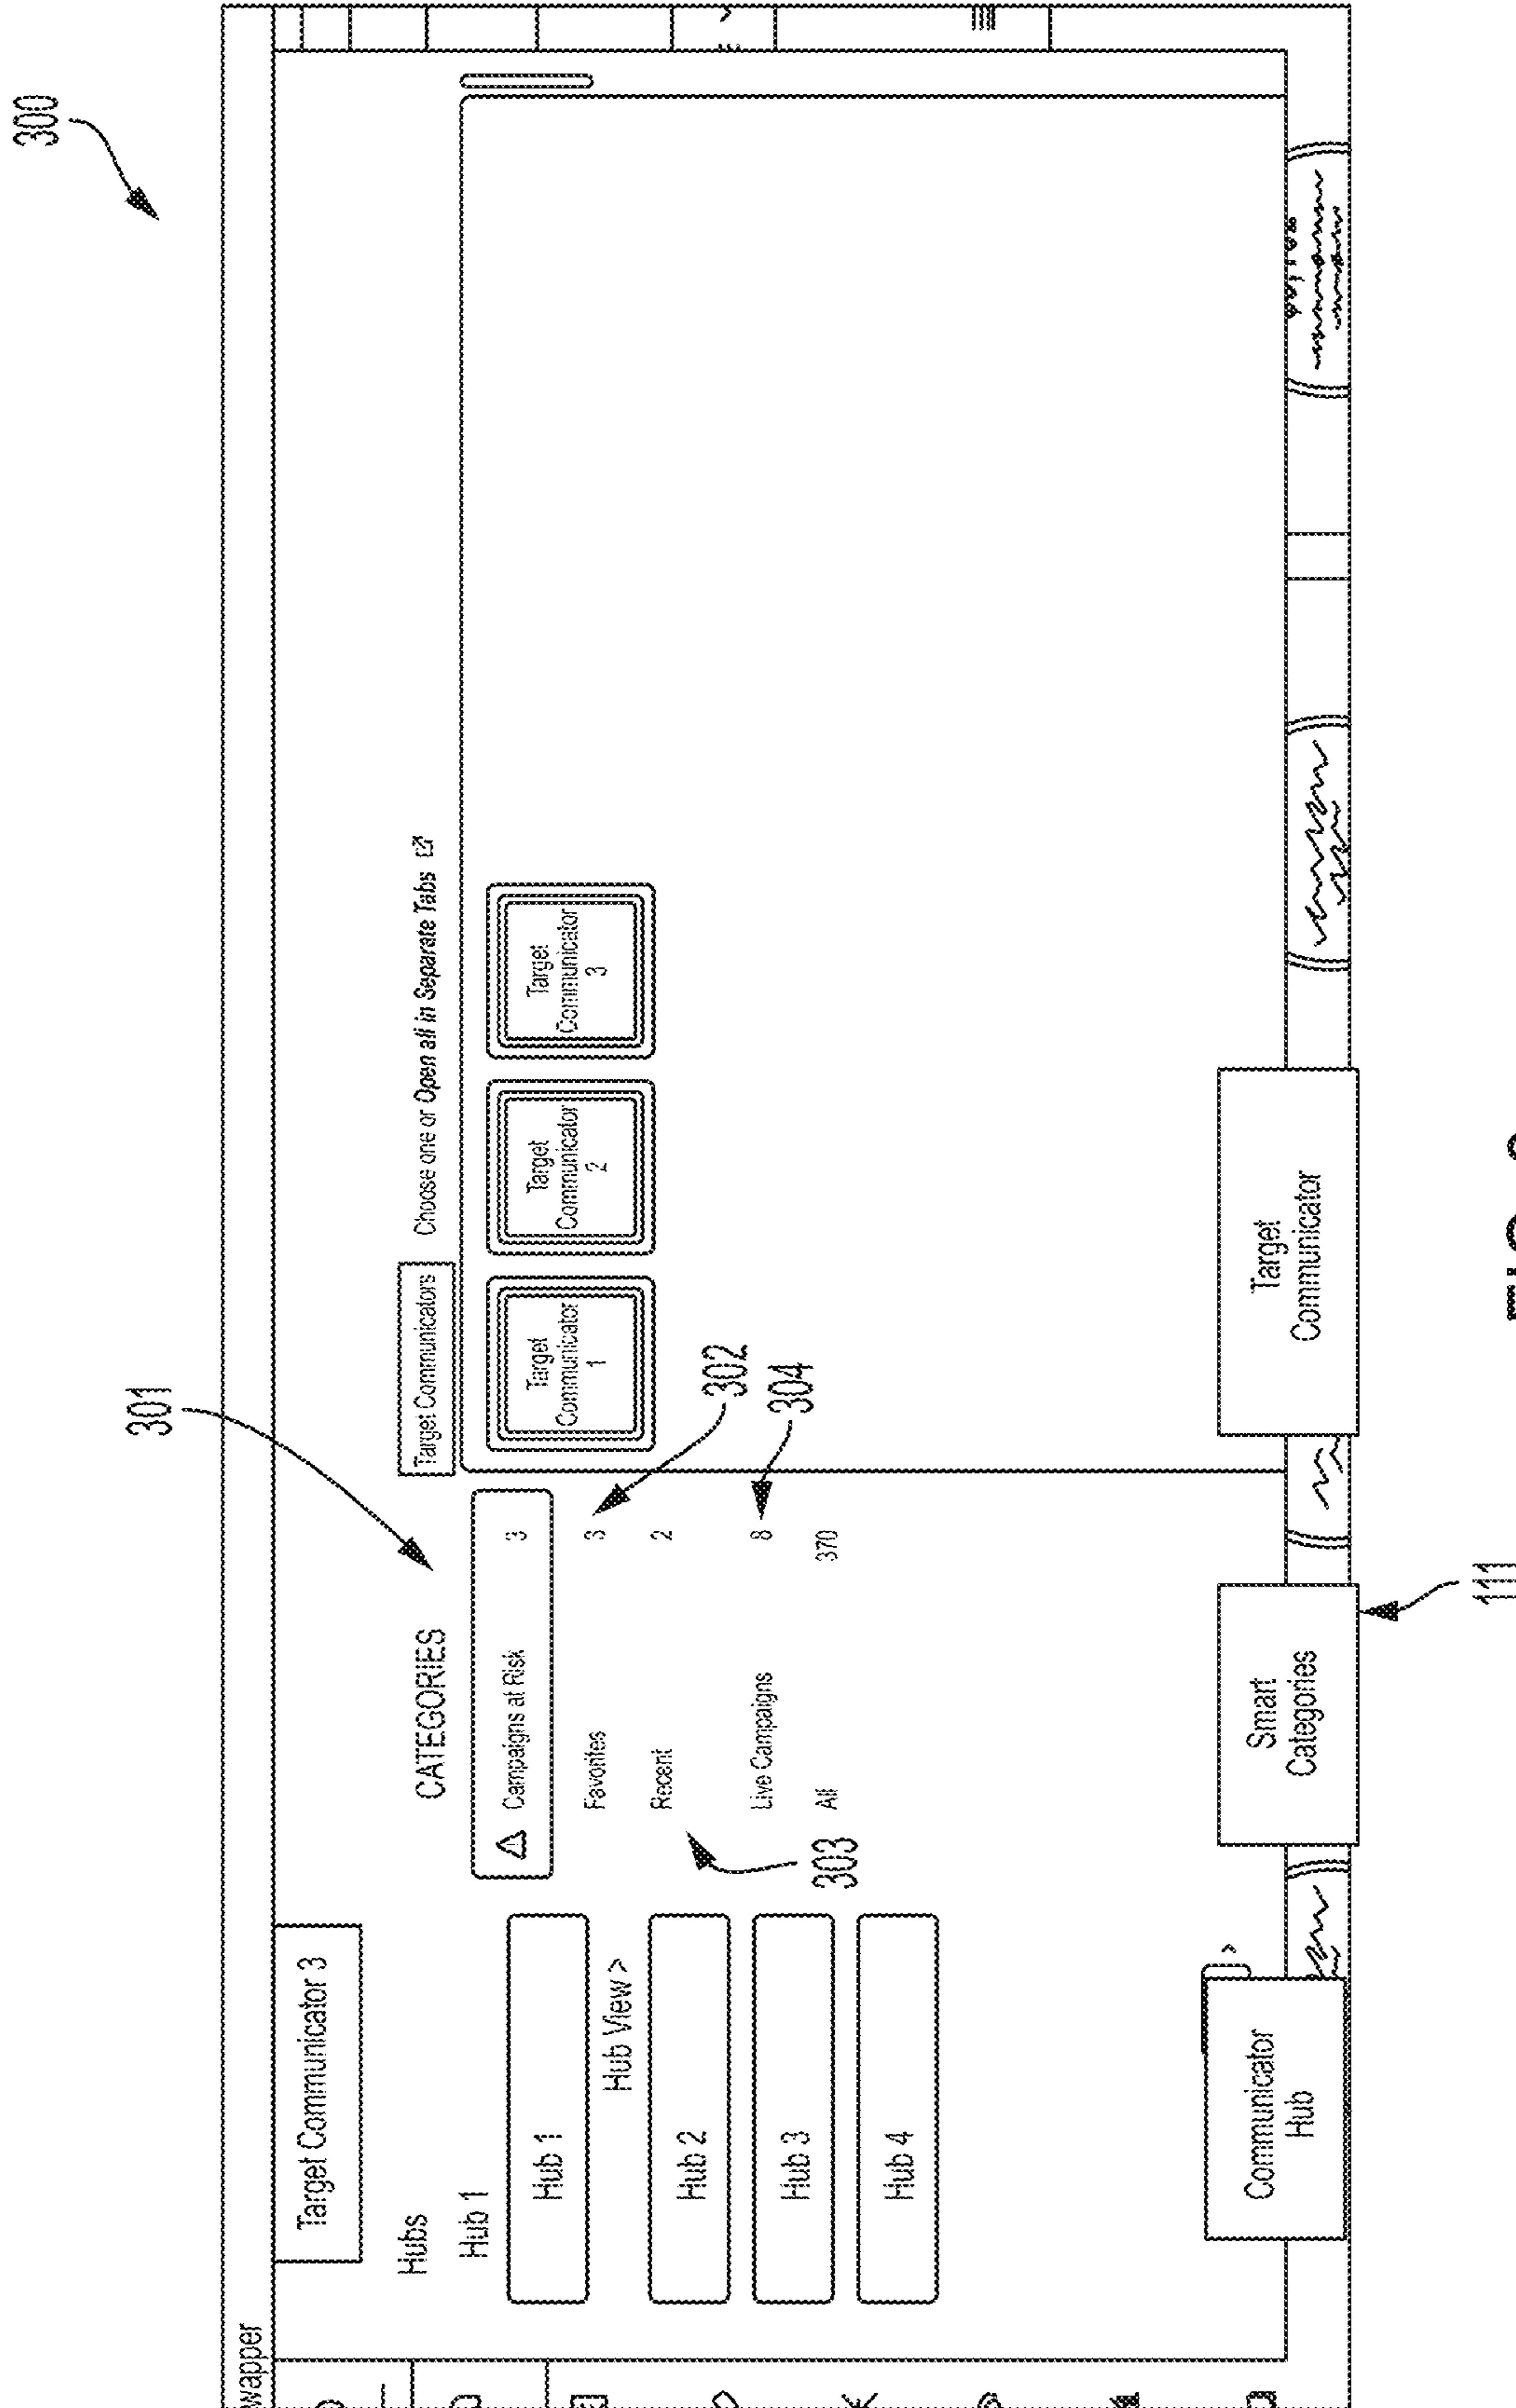 300
wapper
Target Communicator 3
301
Hubs
CATEGORIES
Target Communicators
Choose one or Open all in Separate Tabs
Hub 1
Campaigns at Risk 3
Target
Communicator
1
Target
Communicator
2
Target
Communicator
3
Hub 1
Favorites 3
302
Hub View >
Recent 2
Hub 2
303
Live Campaigns 8
304
Hub 3
All 370
Hub 4
Communicator
Hub
Smart
Categories
Target
Communicator
111